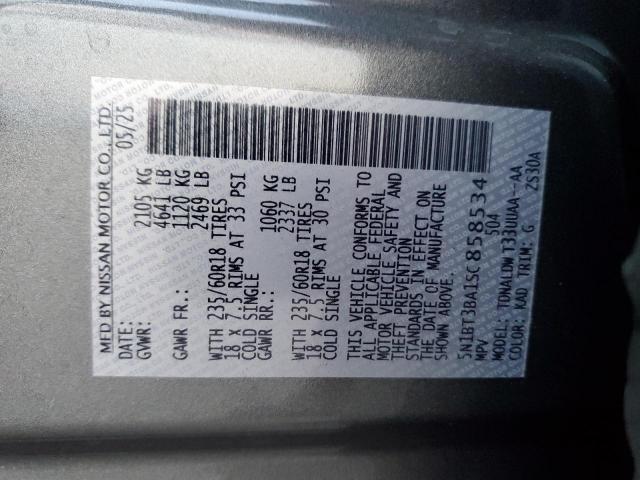 MFD BY NISSAN MOTOR CO., LTD.
DATE: 05/25
GVWR: 2105 KG
4641 LB
GAWR FR.: 1120 KG
2469 LB
WITH 235/60R18 TIRES
18 X 7.5 RIMS AT 33 PSI
COLD SINGLE
GAWR RR.: 1060 KG
2337 LB
WITH 235/60R18 TIRES
18 X 7.5 RIMS AT 30 PSI
COLD SINGLE
THIS VEHICLE CONFORMS TO
ALL APPLICABLE FEDERAL
MOTOR VEHICLE SAFETY AND
THEFT PREVENTION
STANDARDS IN EFFECT ON
THE DATE OF MANUFACTURE
SHOWN ABOVE.
5N1BT3BA1SC858534
MPV 504
MODEL: TDNALDW T33UUAA--AA
COLOR: KAD TRIM: G ZS30A